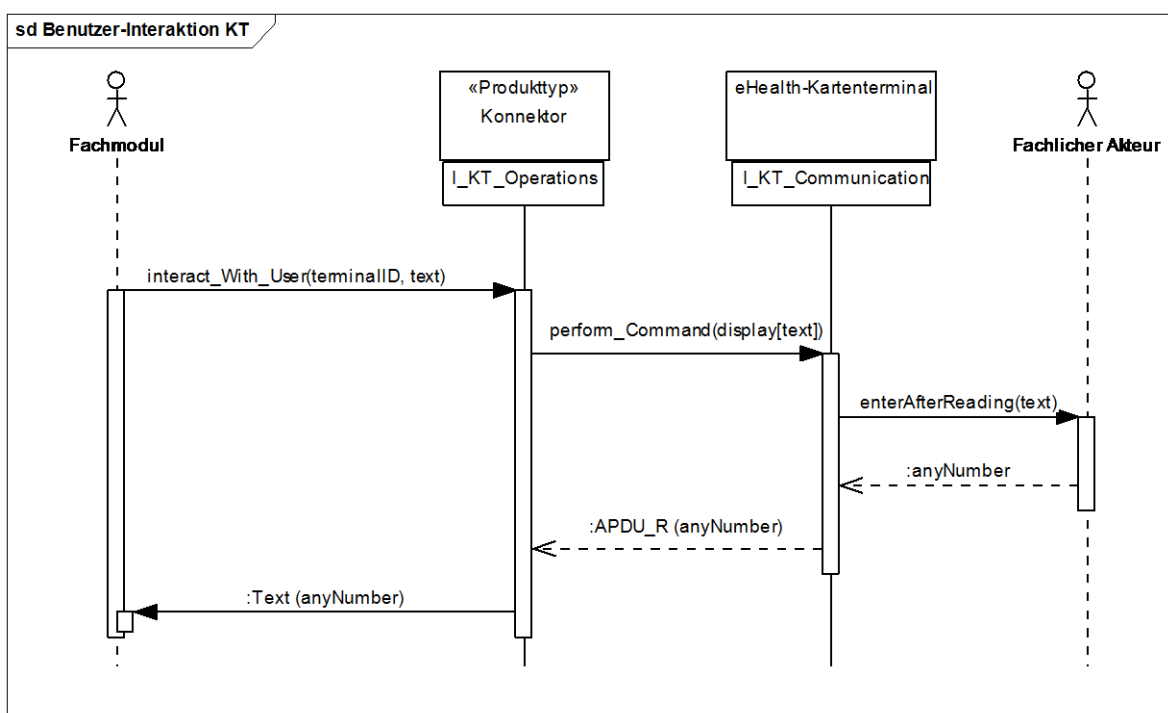 sd Benutzer-Interaktion KT
«Produkttyp»
Konnektor
eHealth-Kartenterminal
Fachmodul
Fachlicher Akteur
I_KT_Operations
I_KT_Communication
interact_With_User(terminalID, text)
perform_Command(display[text])
enterAfterReading(text)
:anyNumber
:APDU_R (anyNumber)
:Text (anyNumber)